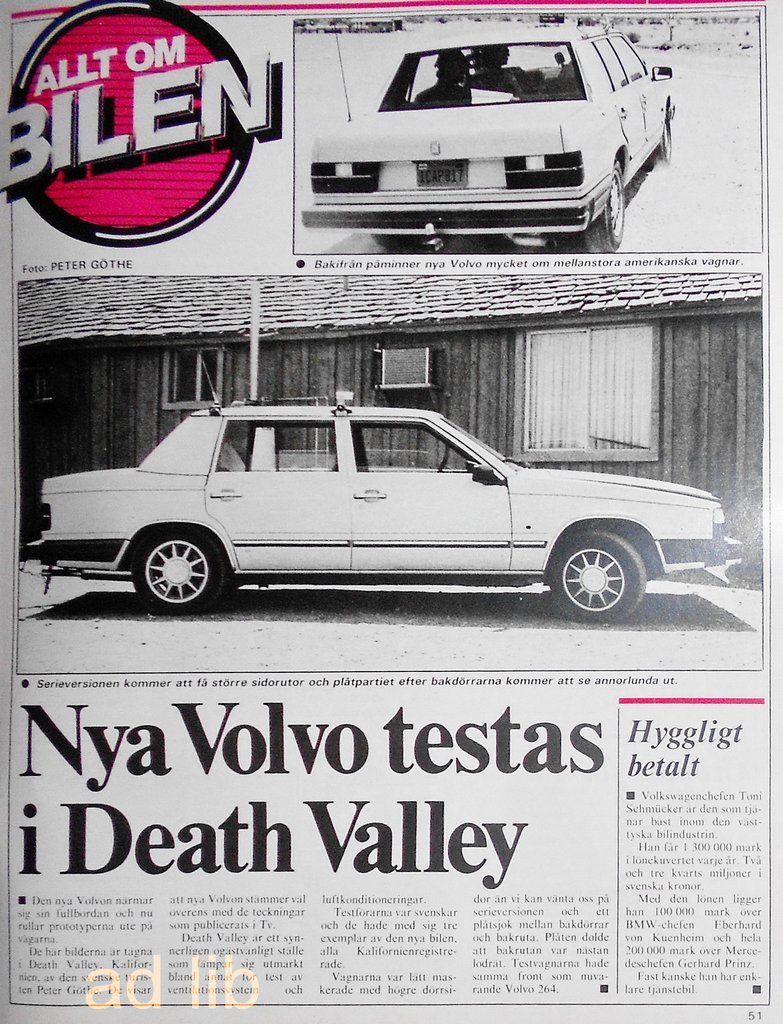 ALLT OM
BILEN
Foto: PETER GÖTHE
1CAP817
● Bakifrån påminner nya Volvo mycket om mellanstora amerikanska vagnar.
● Serieversionen kommer att få större sidorutor och plåtpartiet efter bakdörrarna kommer att se annorlunda ut.
Nya Volvo testas
i Death Valley
■ Den nya Volvon närmar
sig sin fullbordan och nu
rullar prototyperna ute på
vägarna.
De här bilderna är tagna
i Death Valley, Kalifor-
nien, av den svenske turis-
ten Peter Göthe. De visar
att nya Volvon stämmer väl
överens med de teckningar
som publicerats i Tv.
Death Valley är ett syn-
nerligen ogästvänligt ställe
som lämpar sig utmärkt
bland annat för test av
ventilationssystem och
luftkonditioneringar.
Testförarna var svenskar
och de hade med sig tre
exemplar av den nya bilen,
alla Kalifornienregistre-
rade.
Vagnarna var lätt mas-
kerade med högre dörrsi-
dor än vi kan vänta oss på
serieversionen och ett
plåtsjok mellan bakdörrar
och bakruta. Plåten dolde
att bakrutan var nästan
lodrät. Testvagnarna hade
samma front som nuva-
rande Volvo 264. ■
Hyggligt
betalt
■ Volkswagenchefen Toni
Schmücker är den som tjä-
nar bäst inom den väst-
tyska bilindustrin.
Han får 1 300 000 mark
i lönekuvertet varje år. Två
och tre kvarts miljoner i
svenska kronor.
Med den lönen ligger
han 100 000 mark över
BMW-chefen Eberhard
von Kuenheim och hela
200 000 mark över Merce-
deschefen Gerhard Prinz.
Fast kanske han har enk-
lare tjänstebil. ■
ad lib
51